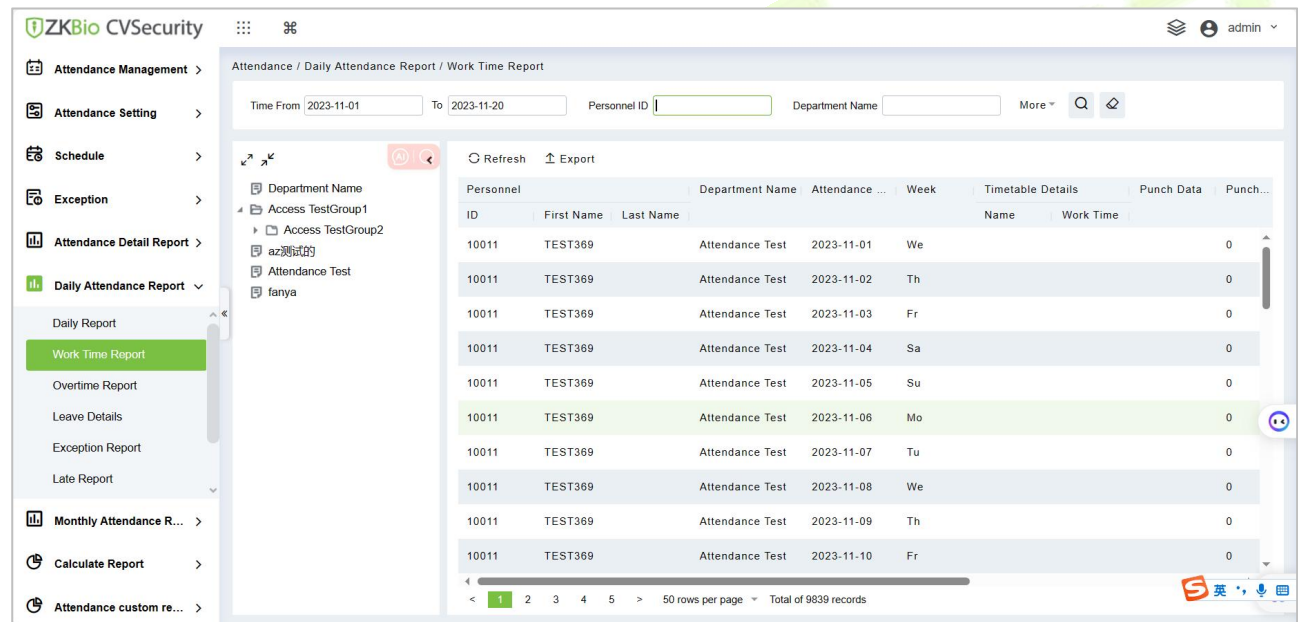 ZKBio CVSecurity
admin
Attendance Management
Attendance Setting
Schedule
Exception
Attendance Detail Report
Daily Attendance Report
Daily Report
Work Time Report
Overtime Report
Leave Details
Exception Report
Late Report
Monthly Attendance R...
Calculate Report
Attendance custom re...
Attendance / Daily Attendance Report / Work Time Report
Time From 2023-11-01 To 2023-11-20 Personnel ID Department Name More
Department Name
Access TestGroup1
Access TestGroup2
az测试的
Attendance Test
fanya
Refresh Export
Personnel Department Name Attendance ... Week Timetable Details Punch Data Punch...
ID First Name Last Name Name Work Time
10011 TEST369 Attendance Test 2023-11-01 We 0
10011 TEST369 Attendance Test 2023-11-02 Th 0
10011 TEST369 Attendance Test 2023-11-03 Fr 0
10011 TEST369 Attendance Test 2023-11-04 Sa 0
10011 TEST369 Attendance Test 2023-11-05 Su 0
10011 TEST369 Attendance Test 2023-11-06 Mo 0
10011 TEST369 Attendance Test 2023-11-07 Tu 0
10011 TEST369 Attendance Test 2023-11-08 We 0
10011 TEST369 Attendance Test 2023-11-09 Th 0
10011 TEST369 Attendance Test 2023-11-10 Fr 0
< 1 2 3 4 5 > 50 rows per page Total of 9839 records
英